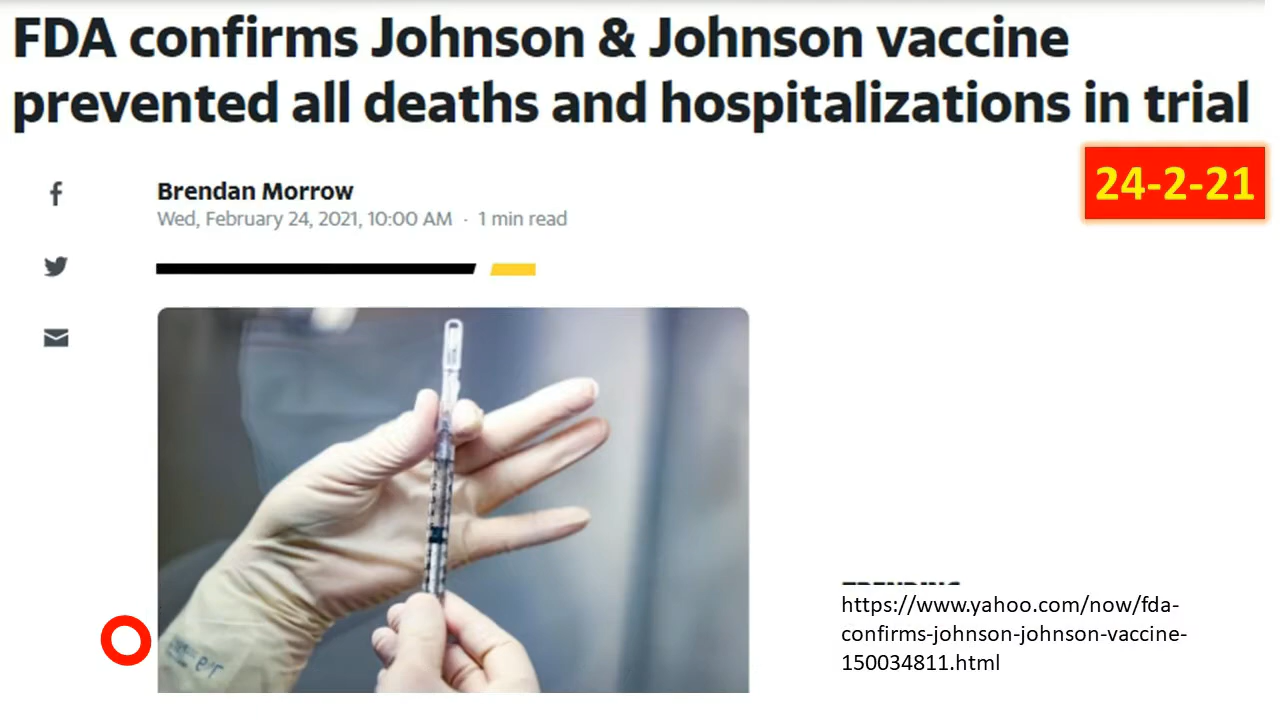 FDA confirms Johnson & Johnson vaccine
prevented all deaths and hospitalizations in trial
24-2-21
Brendan Morrow
Wed, February 24, 2021, 10:00 AM · 1 min read
https://www.yahoo.com/now/fda-
confirms-johnson-johnson-vaccine-
150034811.html